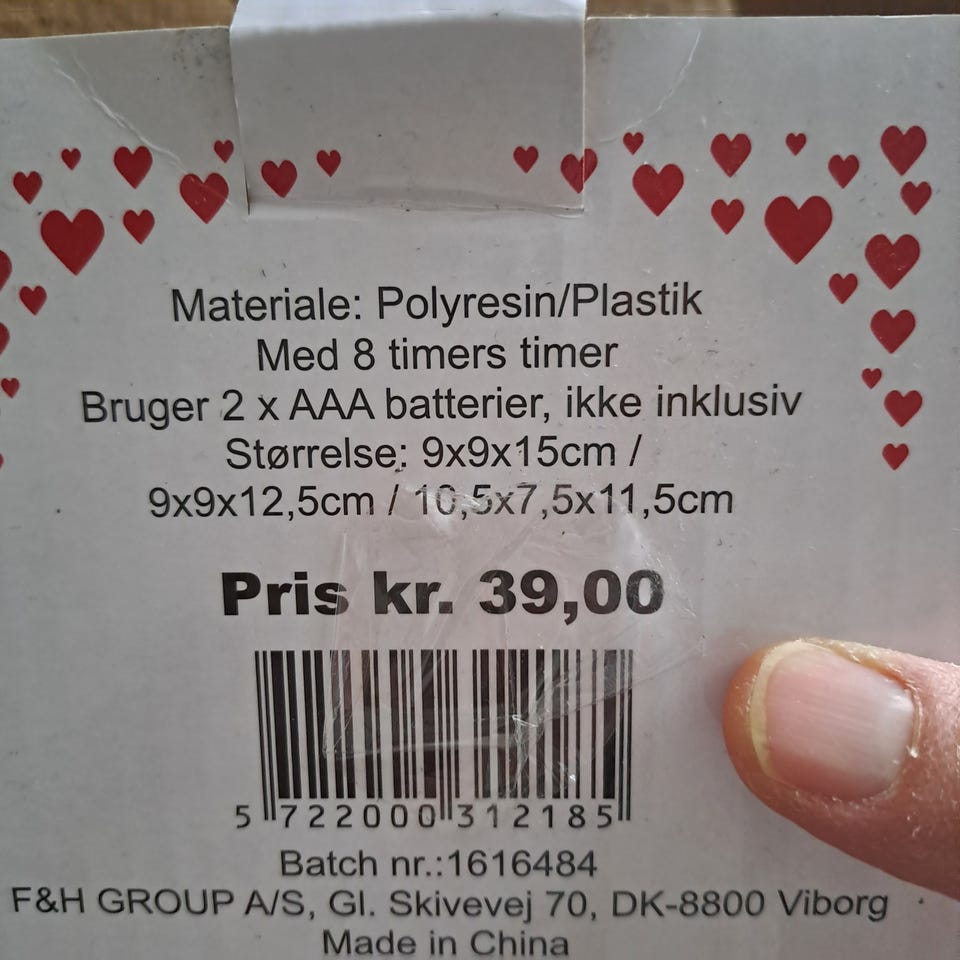 Materiale: Polyresin/Plastik
Med 8 timers timer
Bruger 2 x AAA batterier, ikke inklusiv
Størrelse: 9x9x15cm /
9x9x12,5cm / 10,5x7,5x11,5cm
Pris kr. 39,00
5 722000 312185
Batch nr.:1616484
F&H GROUP A/S, Gl. Skivevej 70, DK-8800 Viborg
Made in China